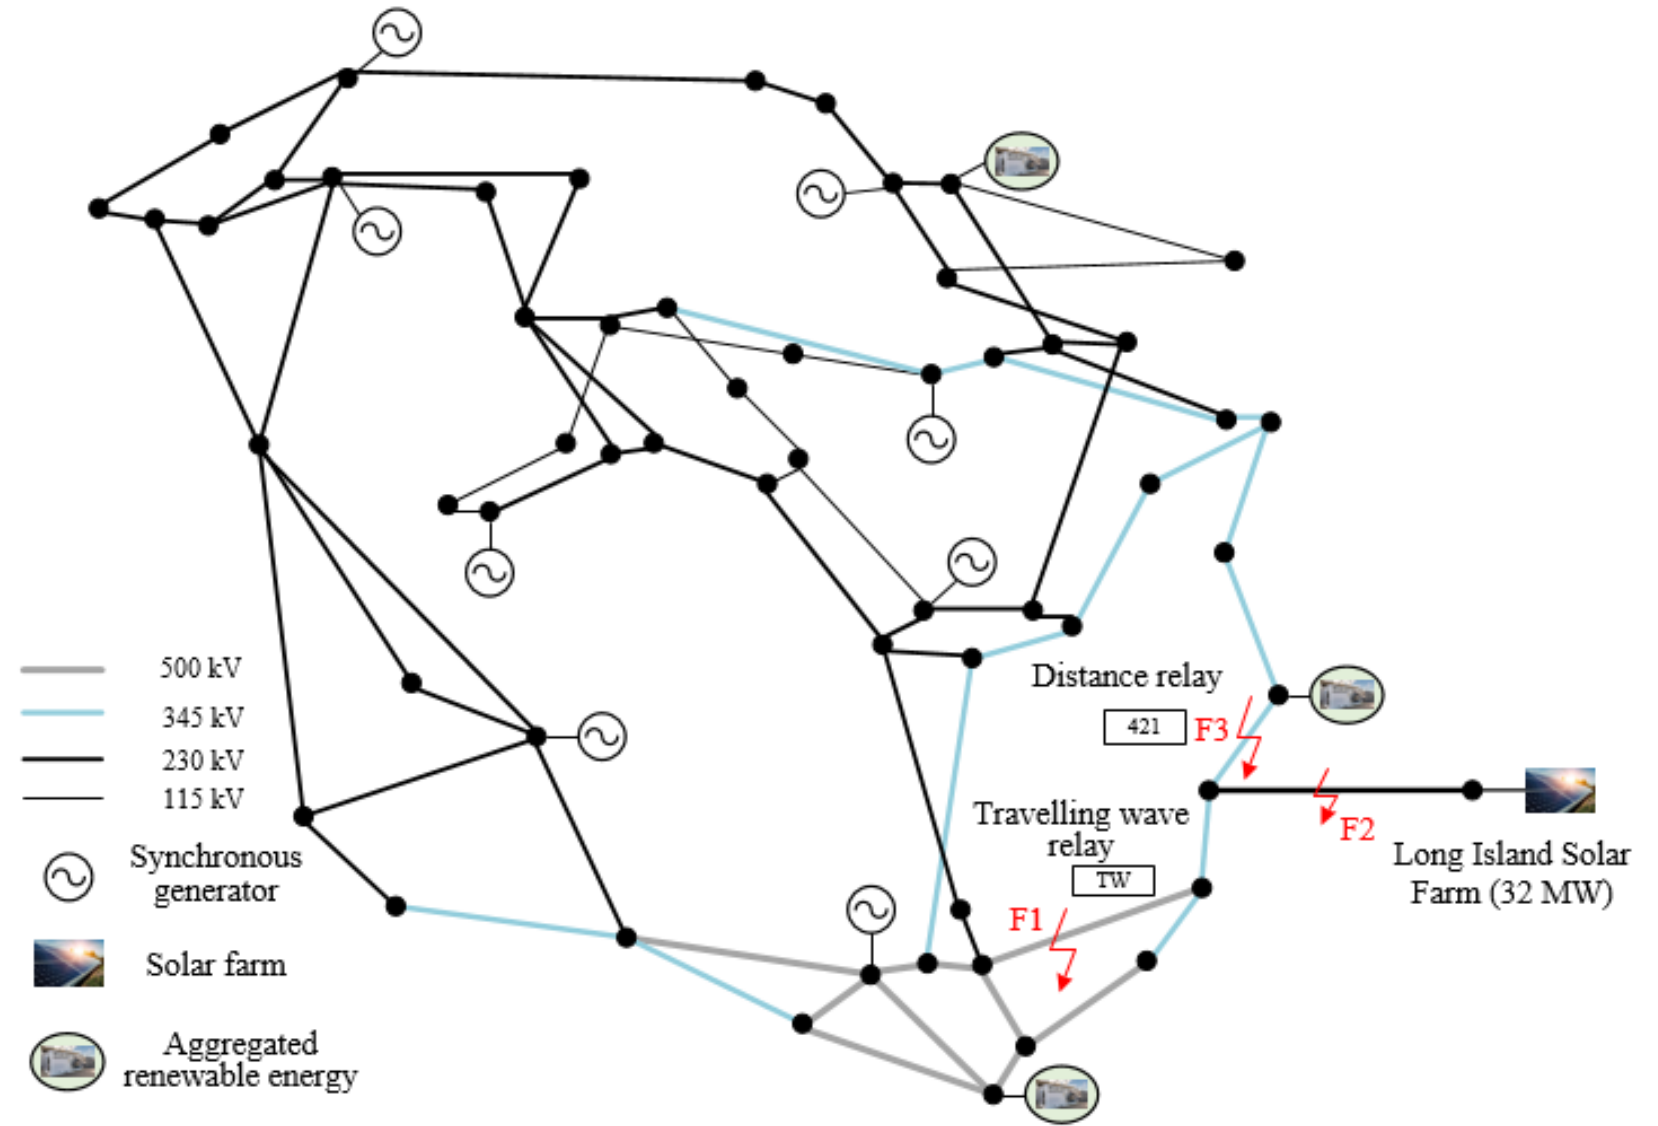 Distance relay
421
F3
500 kV
345 kV
230 kV
115 kV
Travelling wave
relay
TW
F2
F1
Long Island Solar
Farm (32 MW)
Synchronous
generator
Solar farm
Aggregated
renewable energy